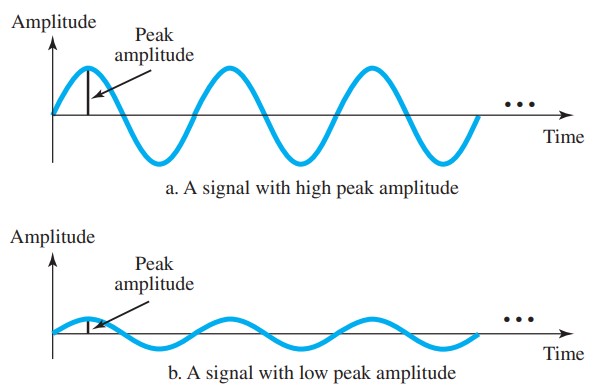 Amplitude
Peak
amplitude
...
Time
a. A signal with high peak amplitude
Amplitude
Peak
amplitude
...
Time
b. A signal with low peak amplitude